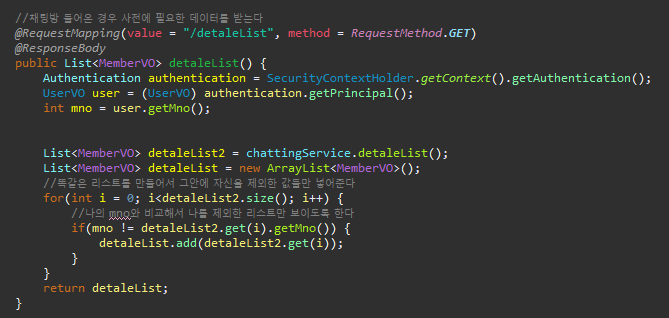 //채팅방 들어온 경우 사전에 필요한 데이터를 받는다
@RequestMapping(value = "/detaleList", method = RequestMethod.GET)
@ResponseBody
public List<MemberVO> detaleList() {
    Authentication authentication = SecurityContextHolder.getContext().getAuthentication();
    UserVO user = (UserVO) authentication.getPrincipal();
    int mno = user.getMno();
    List<MemberVO> detaleList2 = chattingService.detaleList();
    List<MemberVO> detaleList = new ArrayList<MemberVO>();
    //똑같은 리스트를 만들어서 그안에 자신을 제외한 값들만 넣어준다
    for(int i = 0; i<detaleList2.size(); i++) {
        //나의 mno와 비교해서 나를 제외한 리스트만 보이도록 한다
        if(mno != detaleList2.get(i).getMno()) {
            detaleList.add(detaleList2.get(i));
        }
    }
    return detaleList;
}